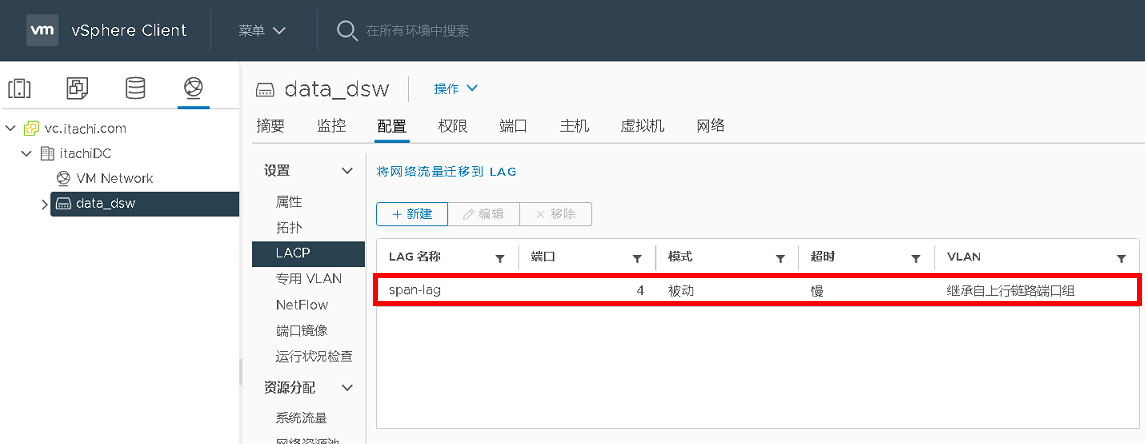 vm vSphere Client 菜单 在所有环境中搜索
vc.itachi.com
itachiDC
VM Network
data_dsw
data_dsw 操作
摘要 监控 配置 权限 端口 主机 虚拟机 网络
设置
属性
拓扑
LACP
专用 VLAN
NetFlow
端口镜像
运行状况检查
资源分配
系统流量
网络资源池
将网络流量迁移到 LAG
+ 新建 编辑 × 移除
LAG 名称 端口 模式 超时 VLAN
span-lag 4 被动 慢 继承自上行链路端口组